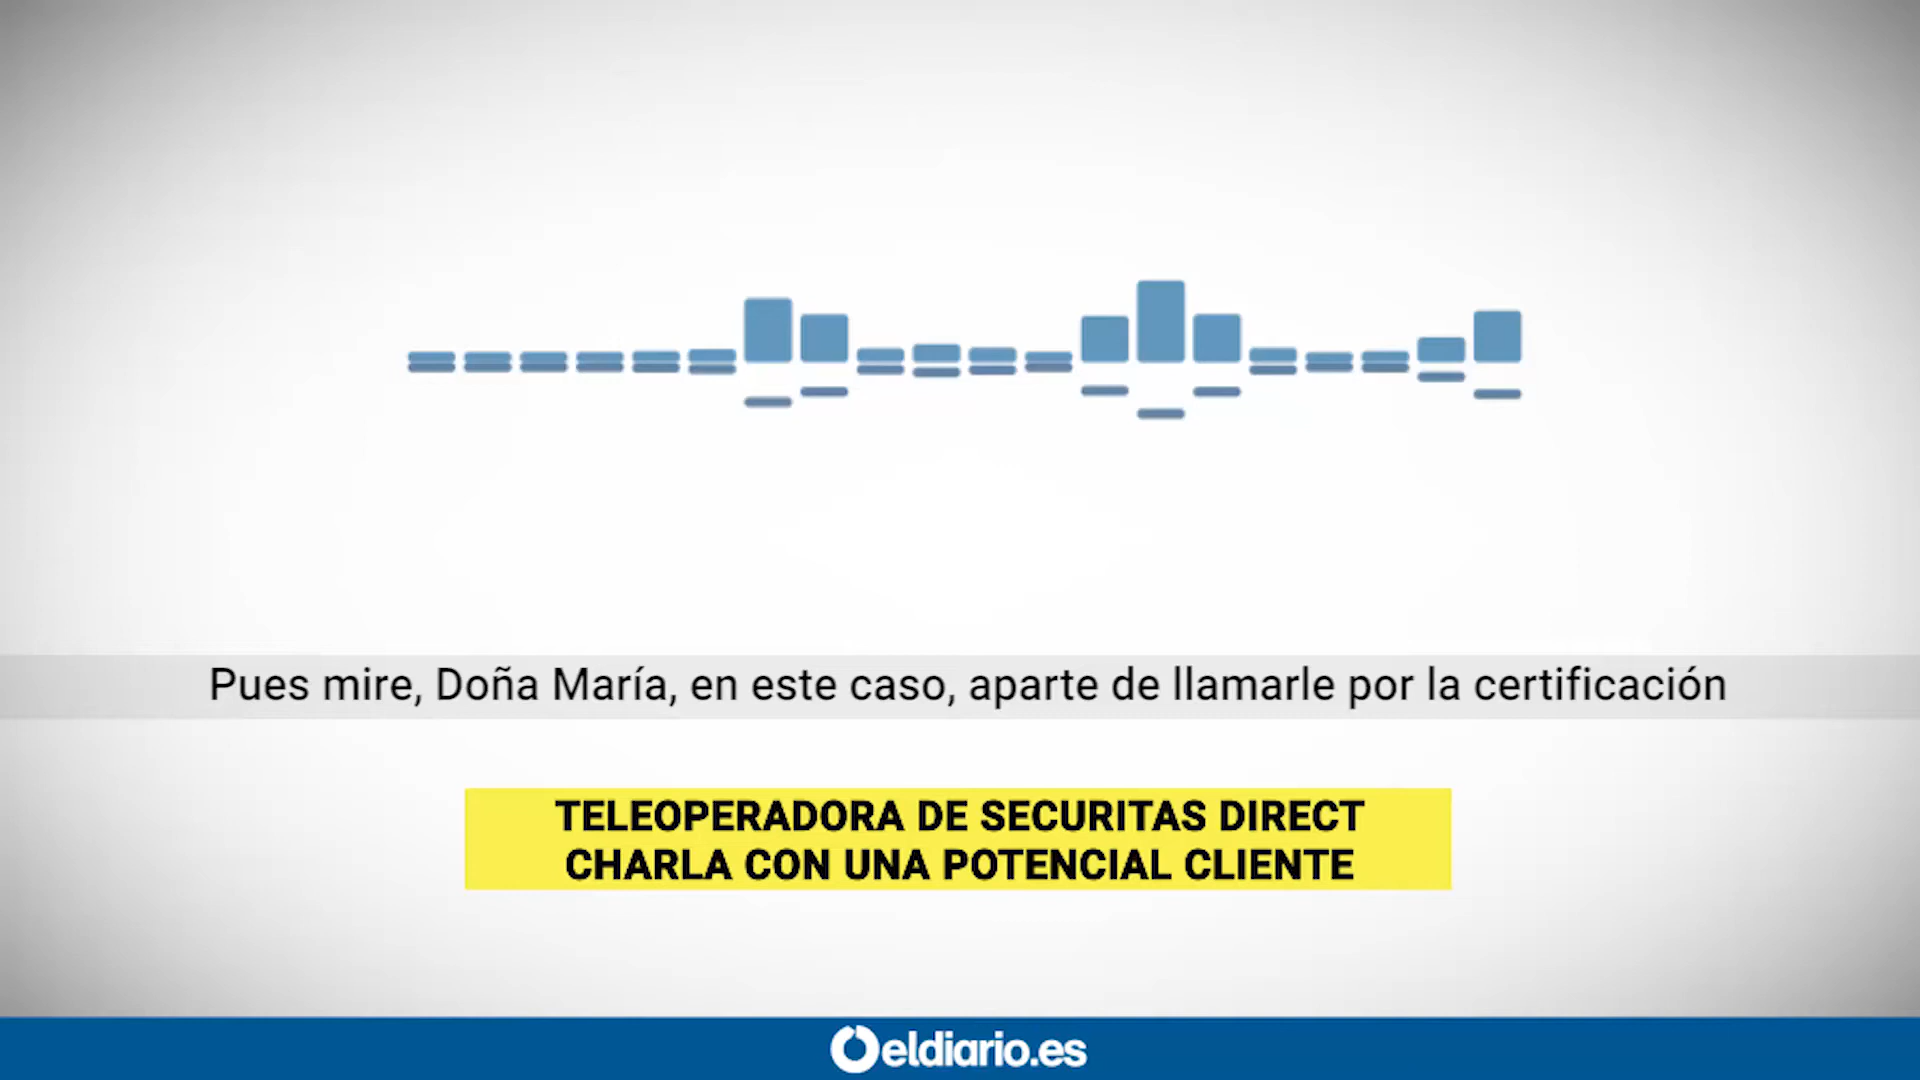 Pues mire, Doña María, en este caso, aparte de llamarle por la certificación
TELEOPERADORA DE SECURITAS DIRECT
CHARLA CON UNA POTENCIAL CLIENTE
eldiario.es